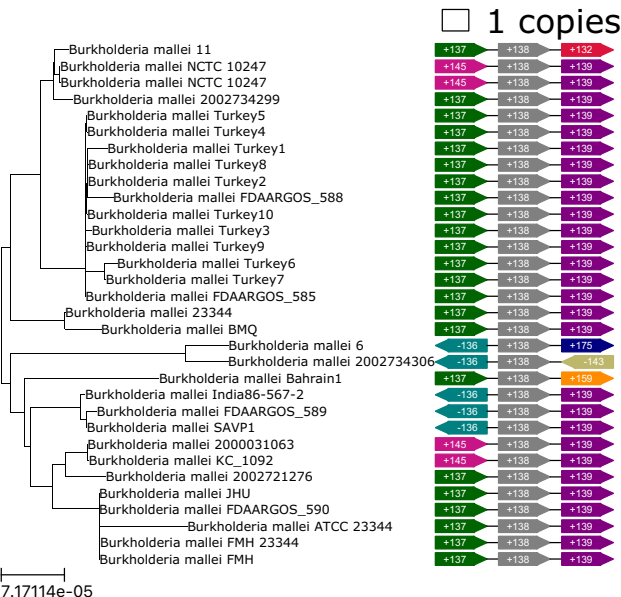 1 copies
Burkholderia mallei 11 +137 +138 +132
Burkholderia mallei NCTC 10247 +145 +138 +139
Burkholderia mallei NCTC 10247 +145 +138 +139
Burkholderia mallei 2002734299 +137 +138 +139
Burkholderia mallei Turkey5 +137 +138 +139
Burkholderia mallei Turkey4 +137 +138 +139
Burkholderia mallei Turkey1 +137 +138 +139
Burkholderia mallei Turkey8 +137 +138 +139
Burkholderia mallei Turkey2 +137 +138 +139
Burkholderia mallei FDAARGOS_588 +137 +138 +139
Burkholderia mallei Turkey10 +137 +138 +139
Burkholderia mallei Turkey3 +137 +138 +139
Burkholderia mallei Turkey9 +137 +138 +139
Burkholderia mallei Turkey6 +137 +138 +139
Burkholderia mallei Turkey7 +137 +138 +139
Burkholderia mallei FDAARGOS_585 +137 +138 +139
Burkholderia mallei 23344 +137 +138 +139
Burkholderia mallei BMQ +137 +138 +139
Burkholderia mallei 6 -136 +138 +175
Burkholderia mallei 2002734306 -136 +138 -143
Burkholderia mallei Bahrain1 +137 +138 +159
Burkholderia mallei India86-567-2 -136 +138 +139
Burkholderia mallei FDAARGOS_589 -136 +138 +139
Burkholderia mallei SAVP1 -136 +138 +139
Burkholderia mallei 2000031063 +145 +138 +139
Burkholderia mallei KC_1092 +145 +138 +139
Burkholderia mallei 2002721276 +137 +138 +139
Burkholderia mallei JHU +137 +138 +139
Burkholderia mallei FDAARGOS_590 +137 +138 +139
Burkholderia mallei ATCC 23344 +137 +138 +139
Burkholderia mallei FMH 23344 +137 +138 +139
Burkholderia mallei FMH +137 +138 +139
7.17114e-05